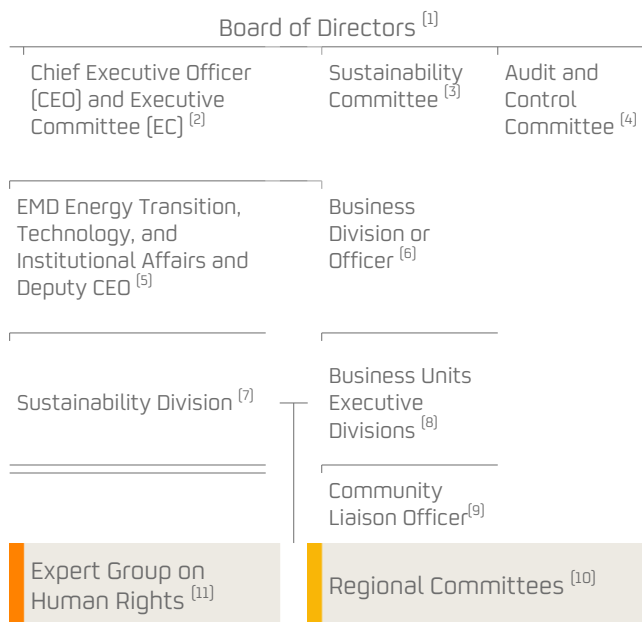 Board of Directors [1]
Chief Executive Officer
(CEO) and Executive
Committee (EC) [2]
Sustainability
Committee [3]
Audit and
Control
Committee [4]
EMD Energy Transition,
Technology, and
Institutional Affairs and
Deputy CEO [5]
Business
Division or
Officer [6]
Sustainability Division [7]
Business Units
Executive
Divisions [8]
Community
Liaison Officer[9]
Expert Group on
Human Rights [11]
Regional Committees [10]